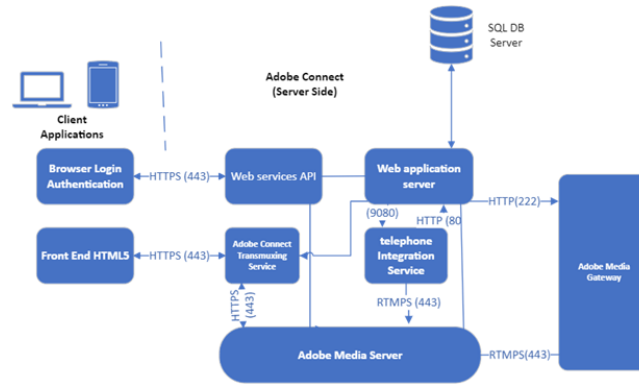 SQL DB
Server
Adobe Connect
(Server Side)
Client
Applications
Browser Login
Authentication
HTTPS (443)
Web services API
Web application
server
HTTP(222)
(9080)
HTTP (80
Front End HTML5
HTTPS (443)
Adobe Connect
Transmuxing
Service
telephone
Integration
Service
Adobe Media
Gateway
HTTPS
(443)
RTMPS (443)
Adobe Media Server
RTMPS(443)